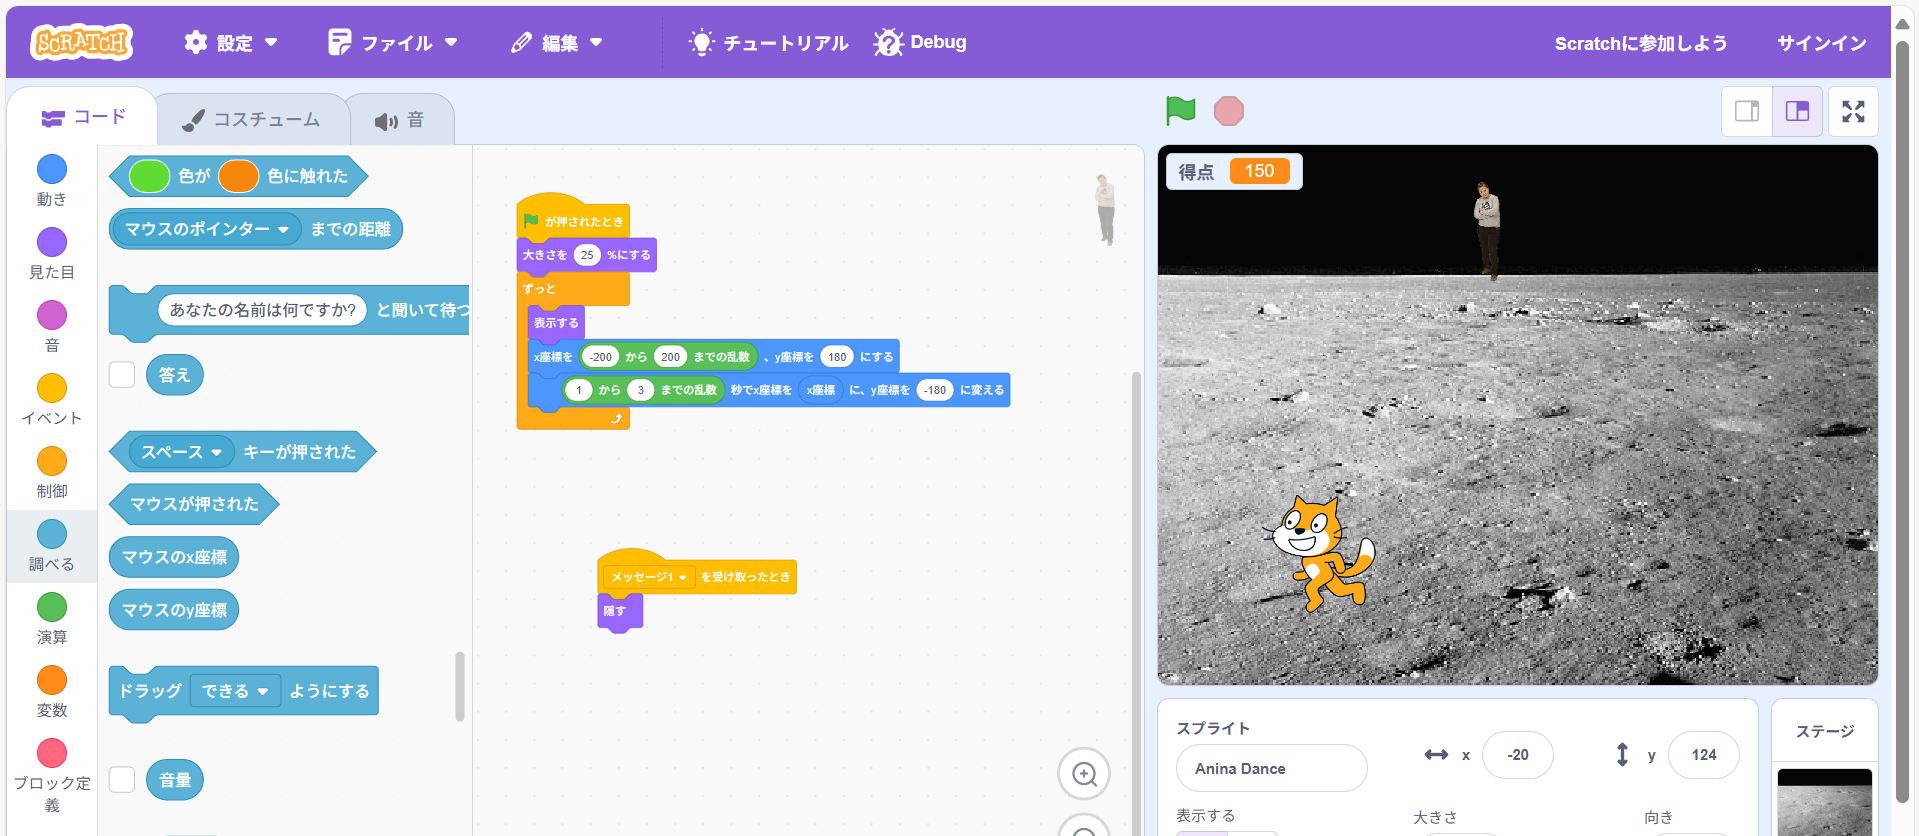 SCRATCH 設定 ファイル 編集 チュートリアル Debug Scratchに参加しよう サインイン
コード コスチューム 音
動き
見た目
音
イベント
制御
調べる
演算
変数
ブロック定
義
色が 色に触れた
マウスのポインター までの距離
あなたの名前は何ですか? と聞いて待つ
答え
スペース キーが押された
マウスが押された
マウスのx座標
マウスのy座標
ドラッグ できる ようにする
音量
が押されたとき
大きさを 25 %にする
ずっと
表示する
x座標を -200 から 200 までの乱数 、y座標を 180 にする
1 から 3 までの乱数 秒でx座標を x座標 に、y座標を -180 に変える
メッセージ1 を受け取ったとき
隠す
得点 150
スプライト
Anina Dance x -20 y 124
表示する 大きさ 向き
ステージ